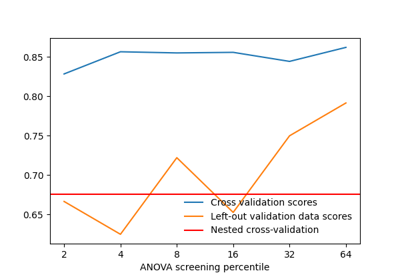 0.85
0.80
0.75
0.70
0.65
Cross validation scores
Left-out validation data scores
Nested cross-validation
2 4 8 16 32 64
ANOVA screening percentile